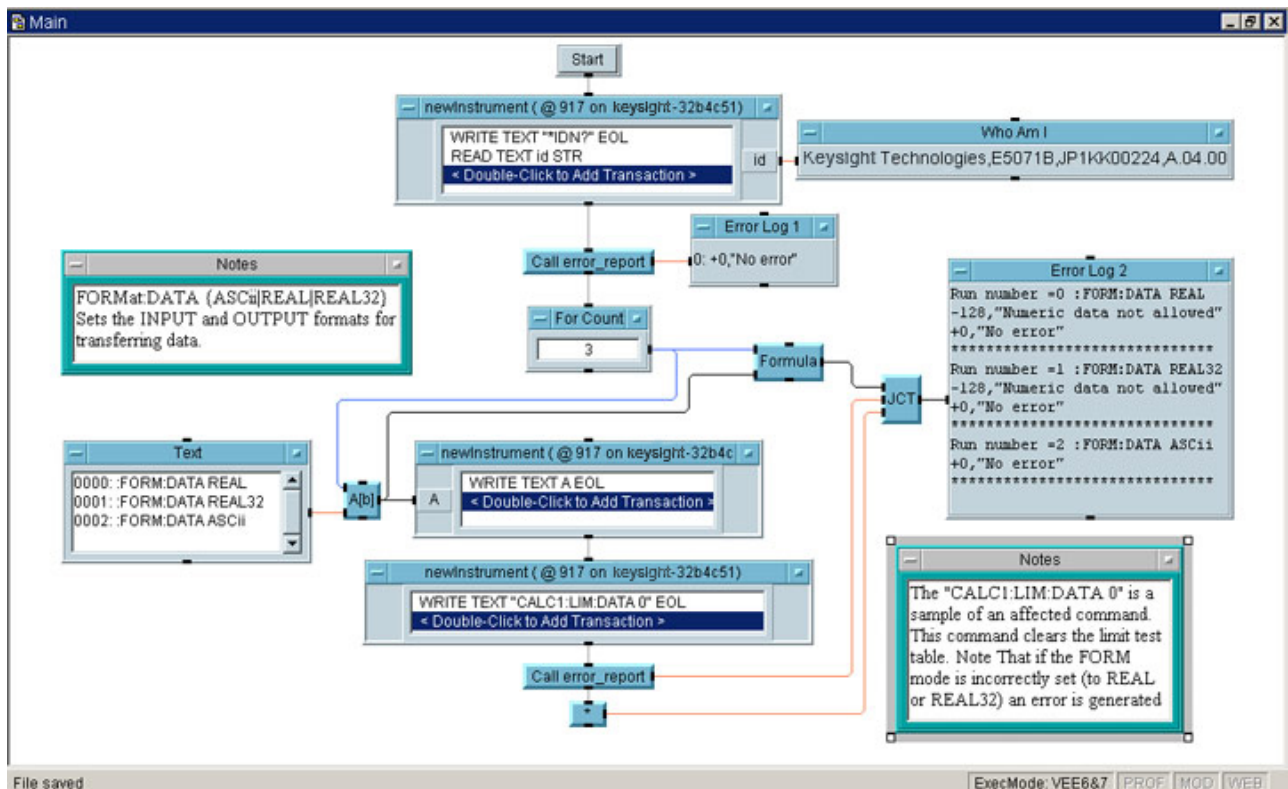 Main
Start
newInstrument ( @ 917 on keysight-32b4c51)
WRITE TEXT "*IDN?" EOL
READ TEXT id STR
< Double-Click to Add Transaction >
id
Who Am I
Keysight Technologies,E5071B,JP1KK00224,A.04.00
Call error_report
Error Log 1
0: +0,"No error"
Notes
FORMat:DATA {ASCii|REAL|REAL32}
Sets the INPUT and OUTPUT formats for
transferring data.
For Count
3
Formula
JCT
Error Log 2
Run number =0 :FORM:DATA REAL
-128,"Numeric data not allowed"
+0,"No error"
*******************************
Run number =1 :FORM:DATA REAL32
-128,"Numeric data not allowed"
+0,"No error"
*******************************
Run number =2 :FORM:DATA ASCii
+0,"No error"
*******************************
Text
0000: :FORM:DATA REAL
0001: :FORM:DATA REAL32
0002: :FORM:DATA ASCii
A[b]
newInstrument ( @ 917 on keysight-32b4c
A
WRITE TEXT A EOL
< Double-Click to Add Transaction >
newInstrument ( @ 917 on keysight-32b4c51)
WRITE TEXT "CALC1:LIM:DATA 0" EOL
< Double-Click to Add Transaction >
Call error_report
*
Notes
The "CALC1:LIM:DATA 0" is a
sample of an affected command.
This command clears the limit test
table. Note That if the FORM
mode is incorrectly set (to REAL
or REAL32) an error is generated
File saved
ExecMode: VEE6&7 PROF MOD WEB